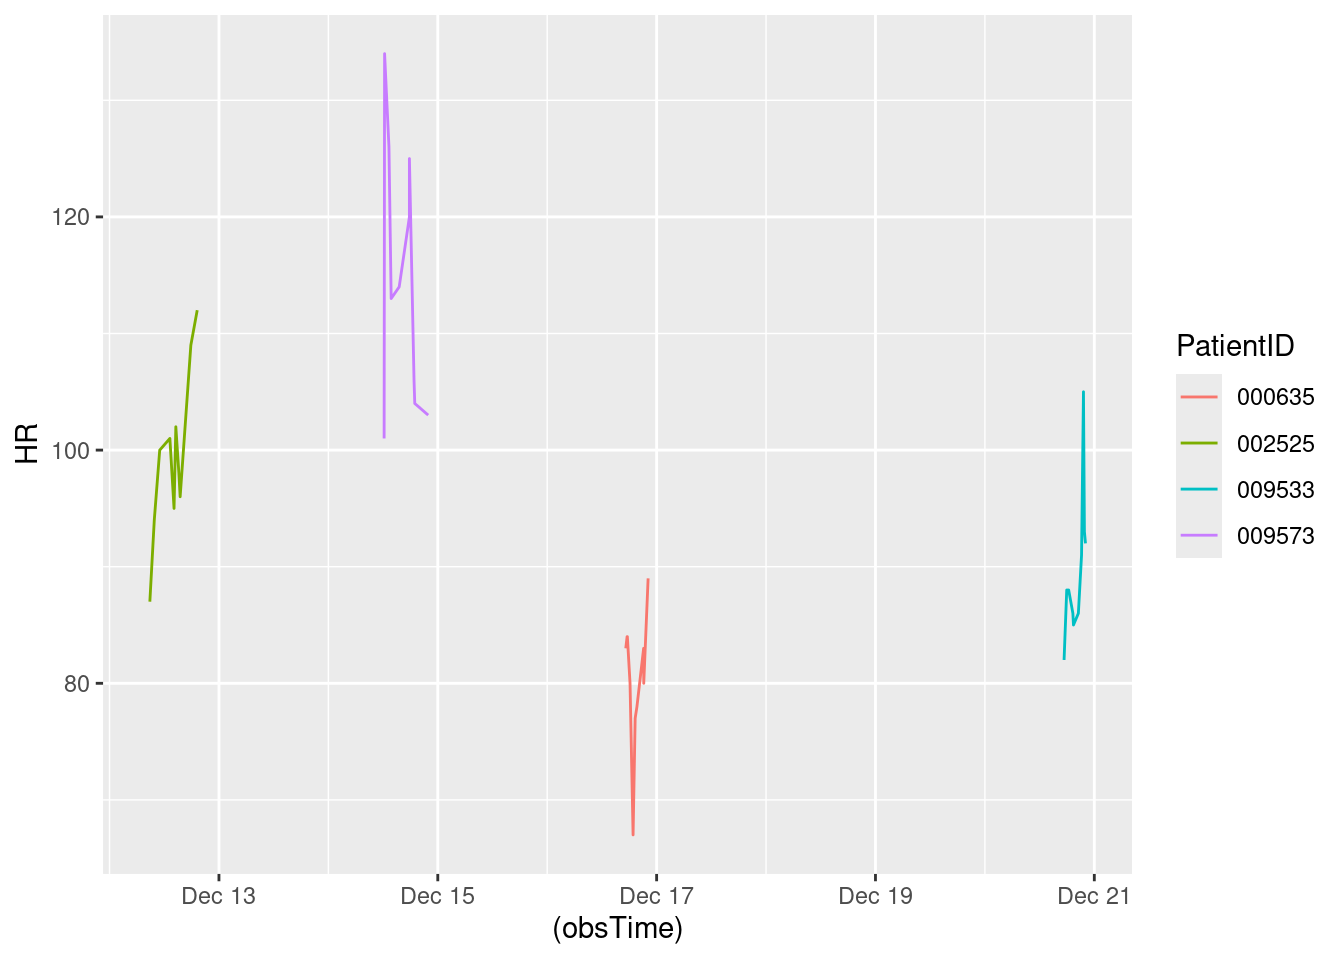 120
100
80
HR
Dec 13
Dec 15
Dec 17
Dec 19
Dec 21
(obsTime)
PatientID
000635
002525
009533
009573